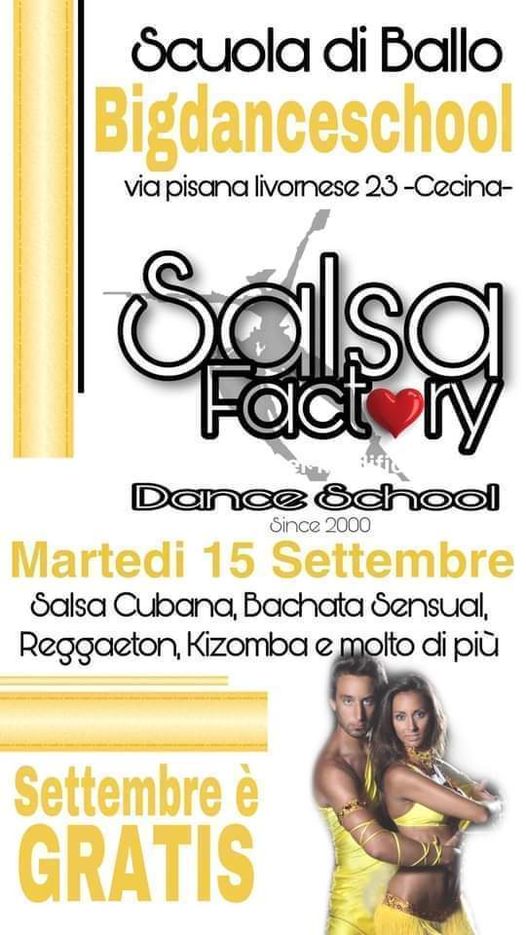 Scuola di Ballo
Bigdanceschool
via pisana livornese 23 -Cecina-
Salsa
Factory
Dance School
Since 2000
Martedi 15 Settembre
Salsa Cubana, Bachata Sensual,
Reggaeton, Kizomba e molto di più
Settembre è
GRATIS